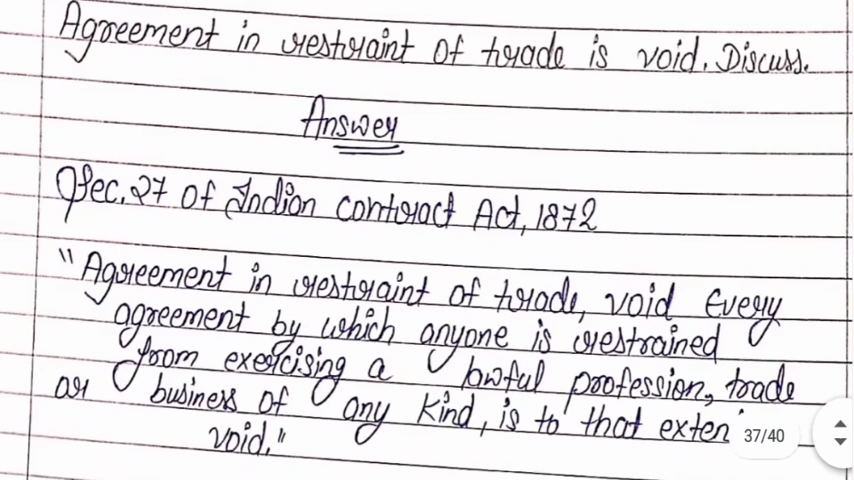 Agreement in restraint of trade is void. Discuss.
Answer
Sec. 27 of Indian Contract Act, 1872
"Agreement in restraint of trade, void Every
agreement by which anyone is restrained
from exercising a lawful profession, trade
or business of any kind, is to that exten
void."
37/40